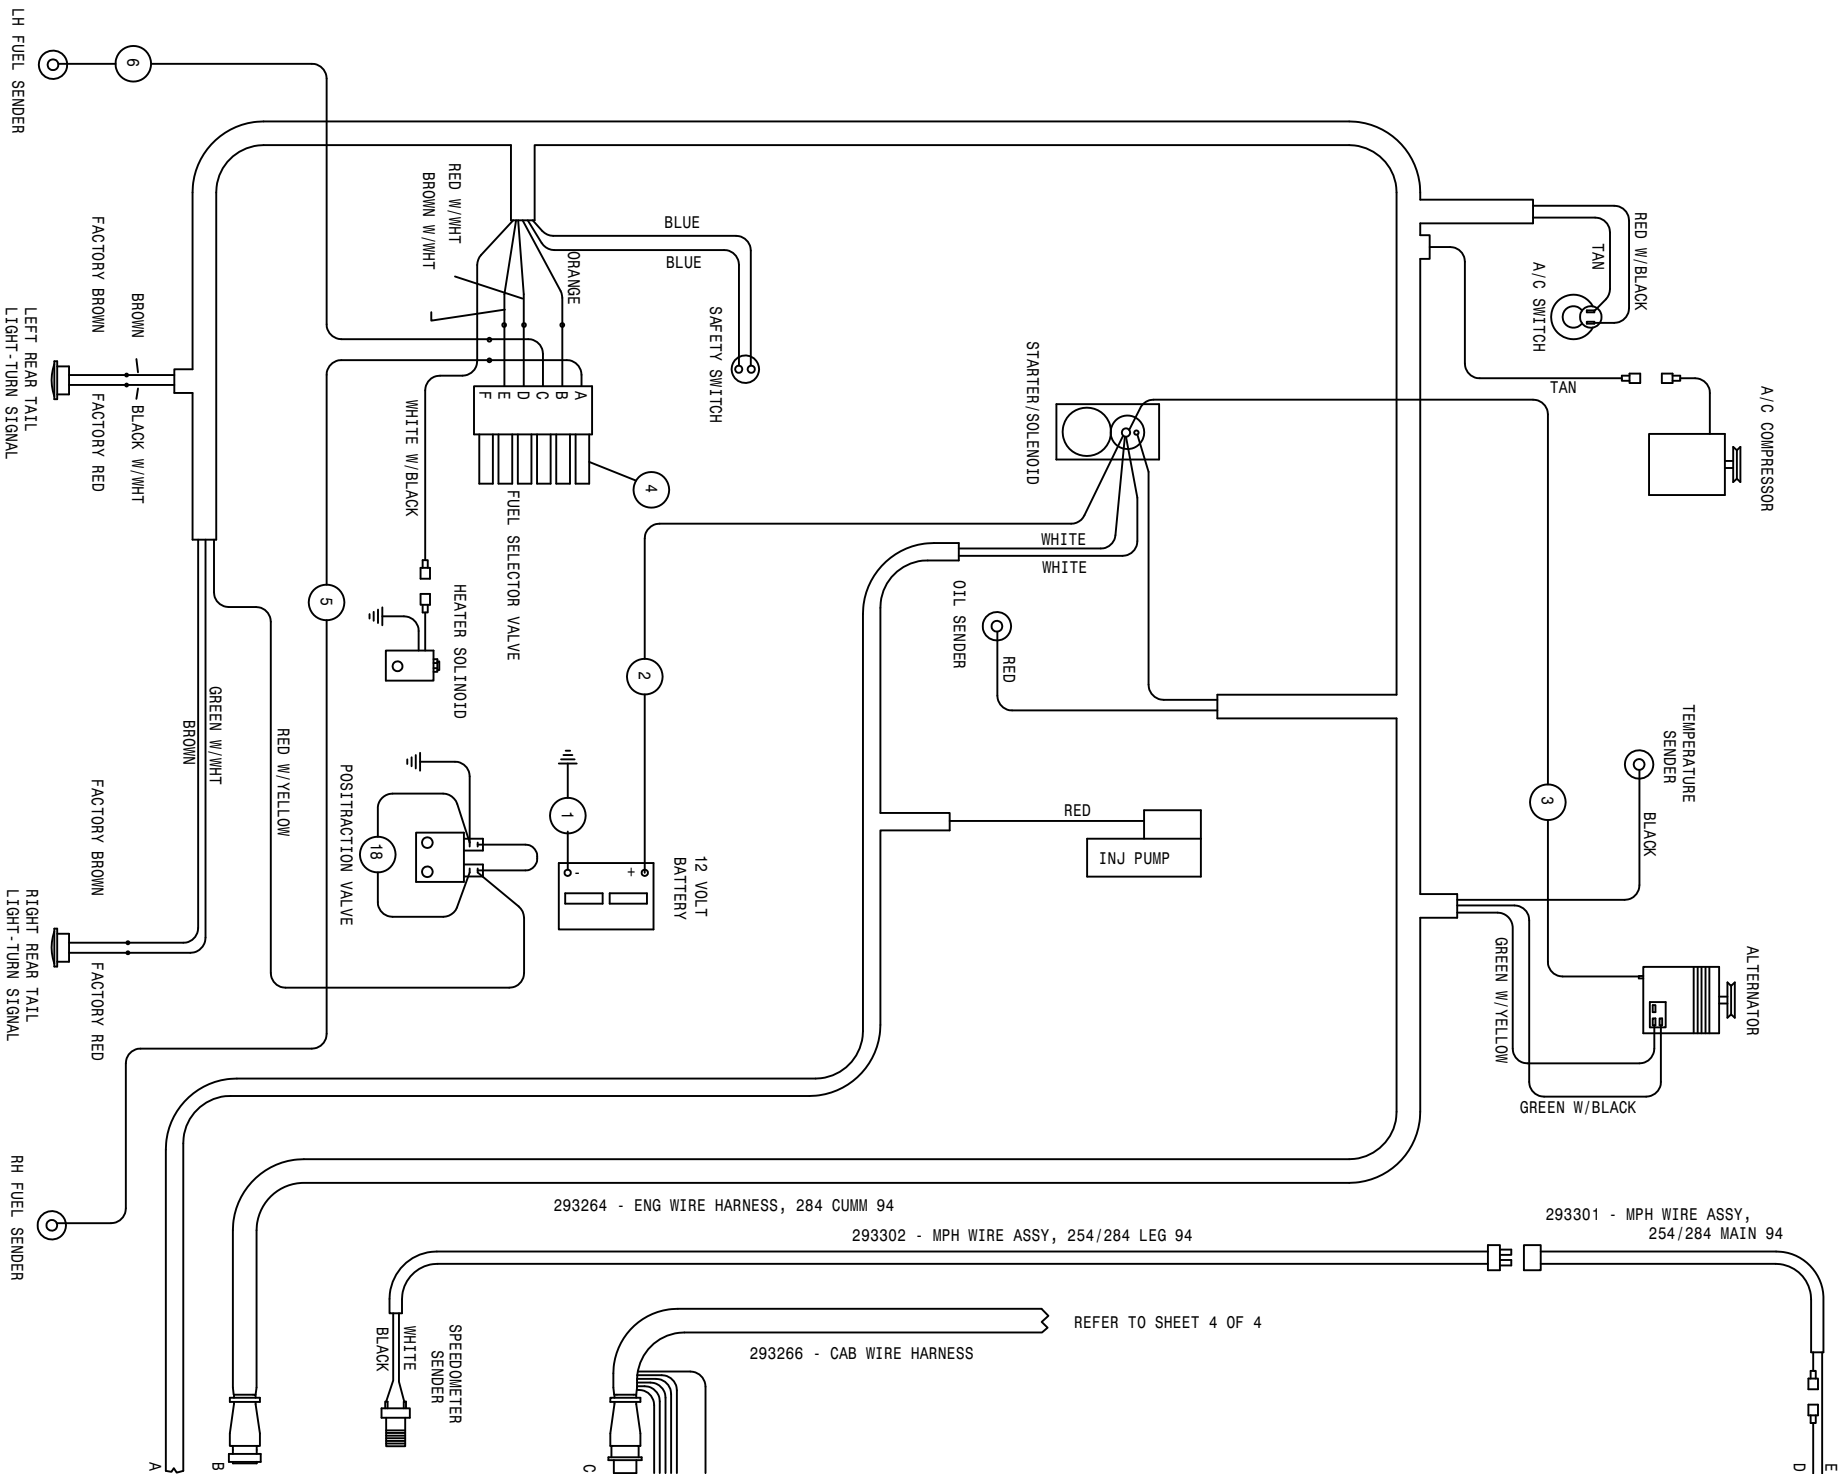 LH FUEL SENDER
6
RED W/WHT
BROWN W/WHT
ORANGE
BLUE
BLUE
SAFETY SWITCH
RED W/BLACK
TAN
A/C SWITCH
TAN
A/C COMPRESSOR
FACTORY BROWN
BROWN
LEFT REAR TAIL
LIGHT-TURN SIGNAL
FACTORY RED
BLACK W/WHT
F
E
D
C
B
A
4
FUEL SELECTOR VALVE
WHITE W/BLACK
STARTER/SOLENOID
WHITE
WHITE
5
HEATER SOLINOID
2
OIL SENDER
RED
GREEN W/WHT
BROWN
RED W/YELLOW
POSITRACTION VALVE
18
1
-
+
12 VOLT
BATTERY
RED
INJ PUMP
3
TEMPERATURE
SENDER
BLACK
FACTORY BROWN
RIGHT REAR TAIL
LIGHT-TURN SIGNAL
FACTORY RED
ALTERNATOR
GREEN W/YELLOW
GREEN W/BLACK
RH FUEL SENDER
293264 - ENG WIRE HARNESS, 284 CUMM 94
293302 - MPH WIRE ASSY, 254/284 LEG 94
293301 - MPH WIRE ASSY,
254/284 MAIN 94
REFER TO SHEET 4 OF 4
293266 - CAB WIRE HARNESS
WHITE
BLACK
SPEEDOMETER
SENDER
A
B
C
D
E